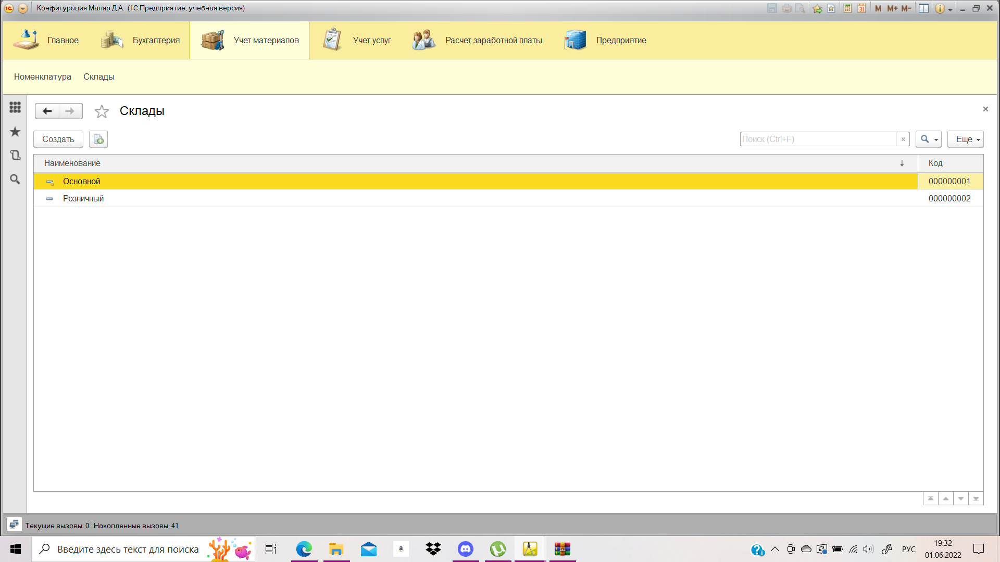 Конфигурация Маляр Д.А. (1С:Предприятие, учебная версия)
M M+ M-
Главное
Бухгалтерия
Учет материалов
Учет услуг
Расчет заработной платы
Предприятие
Номенклатура Склады
Склады
Создать
Поиск (Ctrl+F)
Еще
Наименование Код
Основной 000000001
Розничный 000000002
Текущие вызовы: 0 Накопленные вызовы: 41
Введите здесь текст для поиска
a
РУС
19:32
01.06.2022